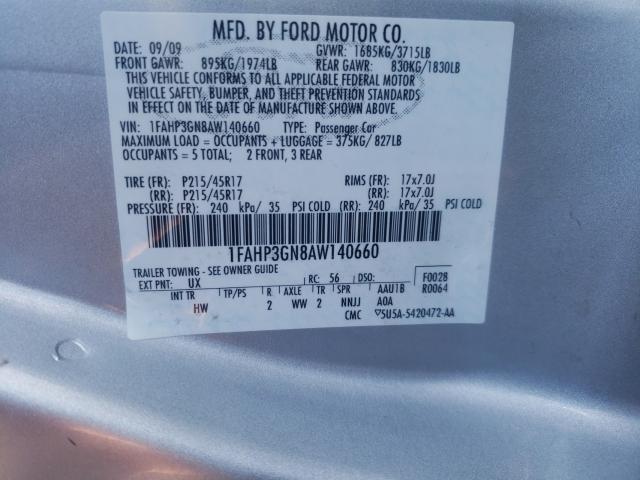 MFD. BY FORD MOTOR CO.
DATE: 09/09 GVWR: 1685KG/3715LB
FRONT GAWR: 895KG/1974LB REAR GAWR: 830KG/1830LB
THIS VEHICLE CONFORMS TO ALL APPLICABLE FEDERAL MOTOR
VEHICLE SAFETY, BUMPER, AND THEFT PREVENTION STANDARDS
IN EFFECT ON THE DATE OF MANUFACTURE SHOWN ABOVE.
VIN: 1FAHP3GN8AW140660 TYPE: Passenger Car
MAXIMUM LOAD = OCCUPANTS + LUGGAGE = 375KG/ 827LB
OCCUPANTS = 5 TOTAL; 2 FRONT, 3 REAR
TIRE (FR): P215/45R17 RIMS (FR): 17x7.0J
(RR): P215/45R17 (RR): 17x7.0J
PRESSURE (FR): 240 kPa/ 35 PSI COLD (RR): 240 kPa/ 35 PSI COLD
1FAHP3GN8AW140660
TRAILER TOWING - SEE OWNER GUIDE
EXT PNT: UX RC: 56 DSO: F0028
INT TR TP/PS R AXLE TR SPR AAU1B R0064
HW 2 WW 2 NNJJ AOA
CMC ▽5U5A-5420472-AA